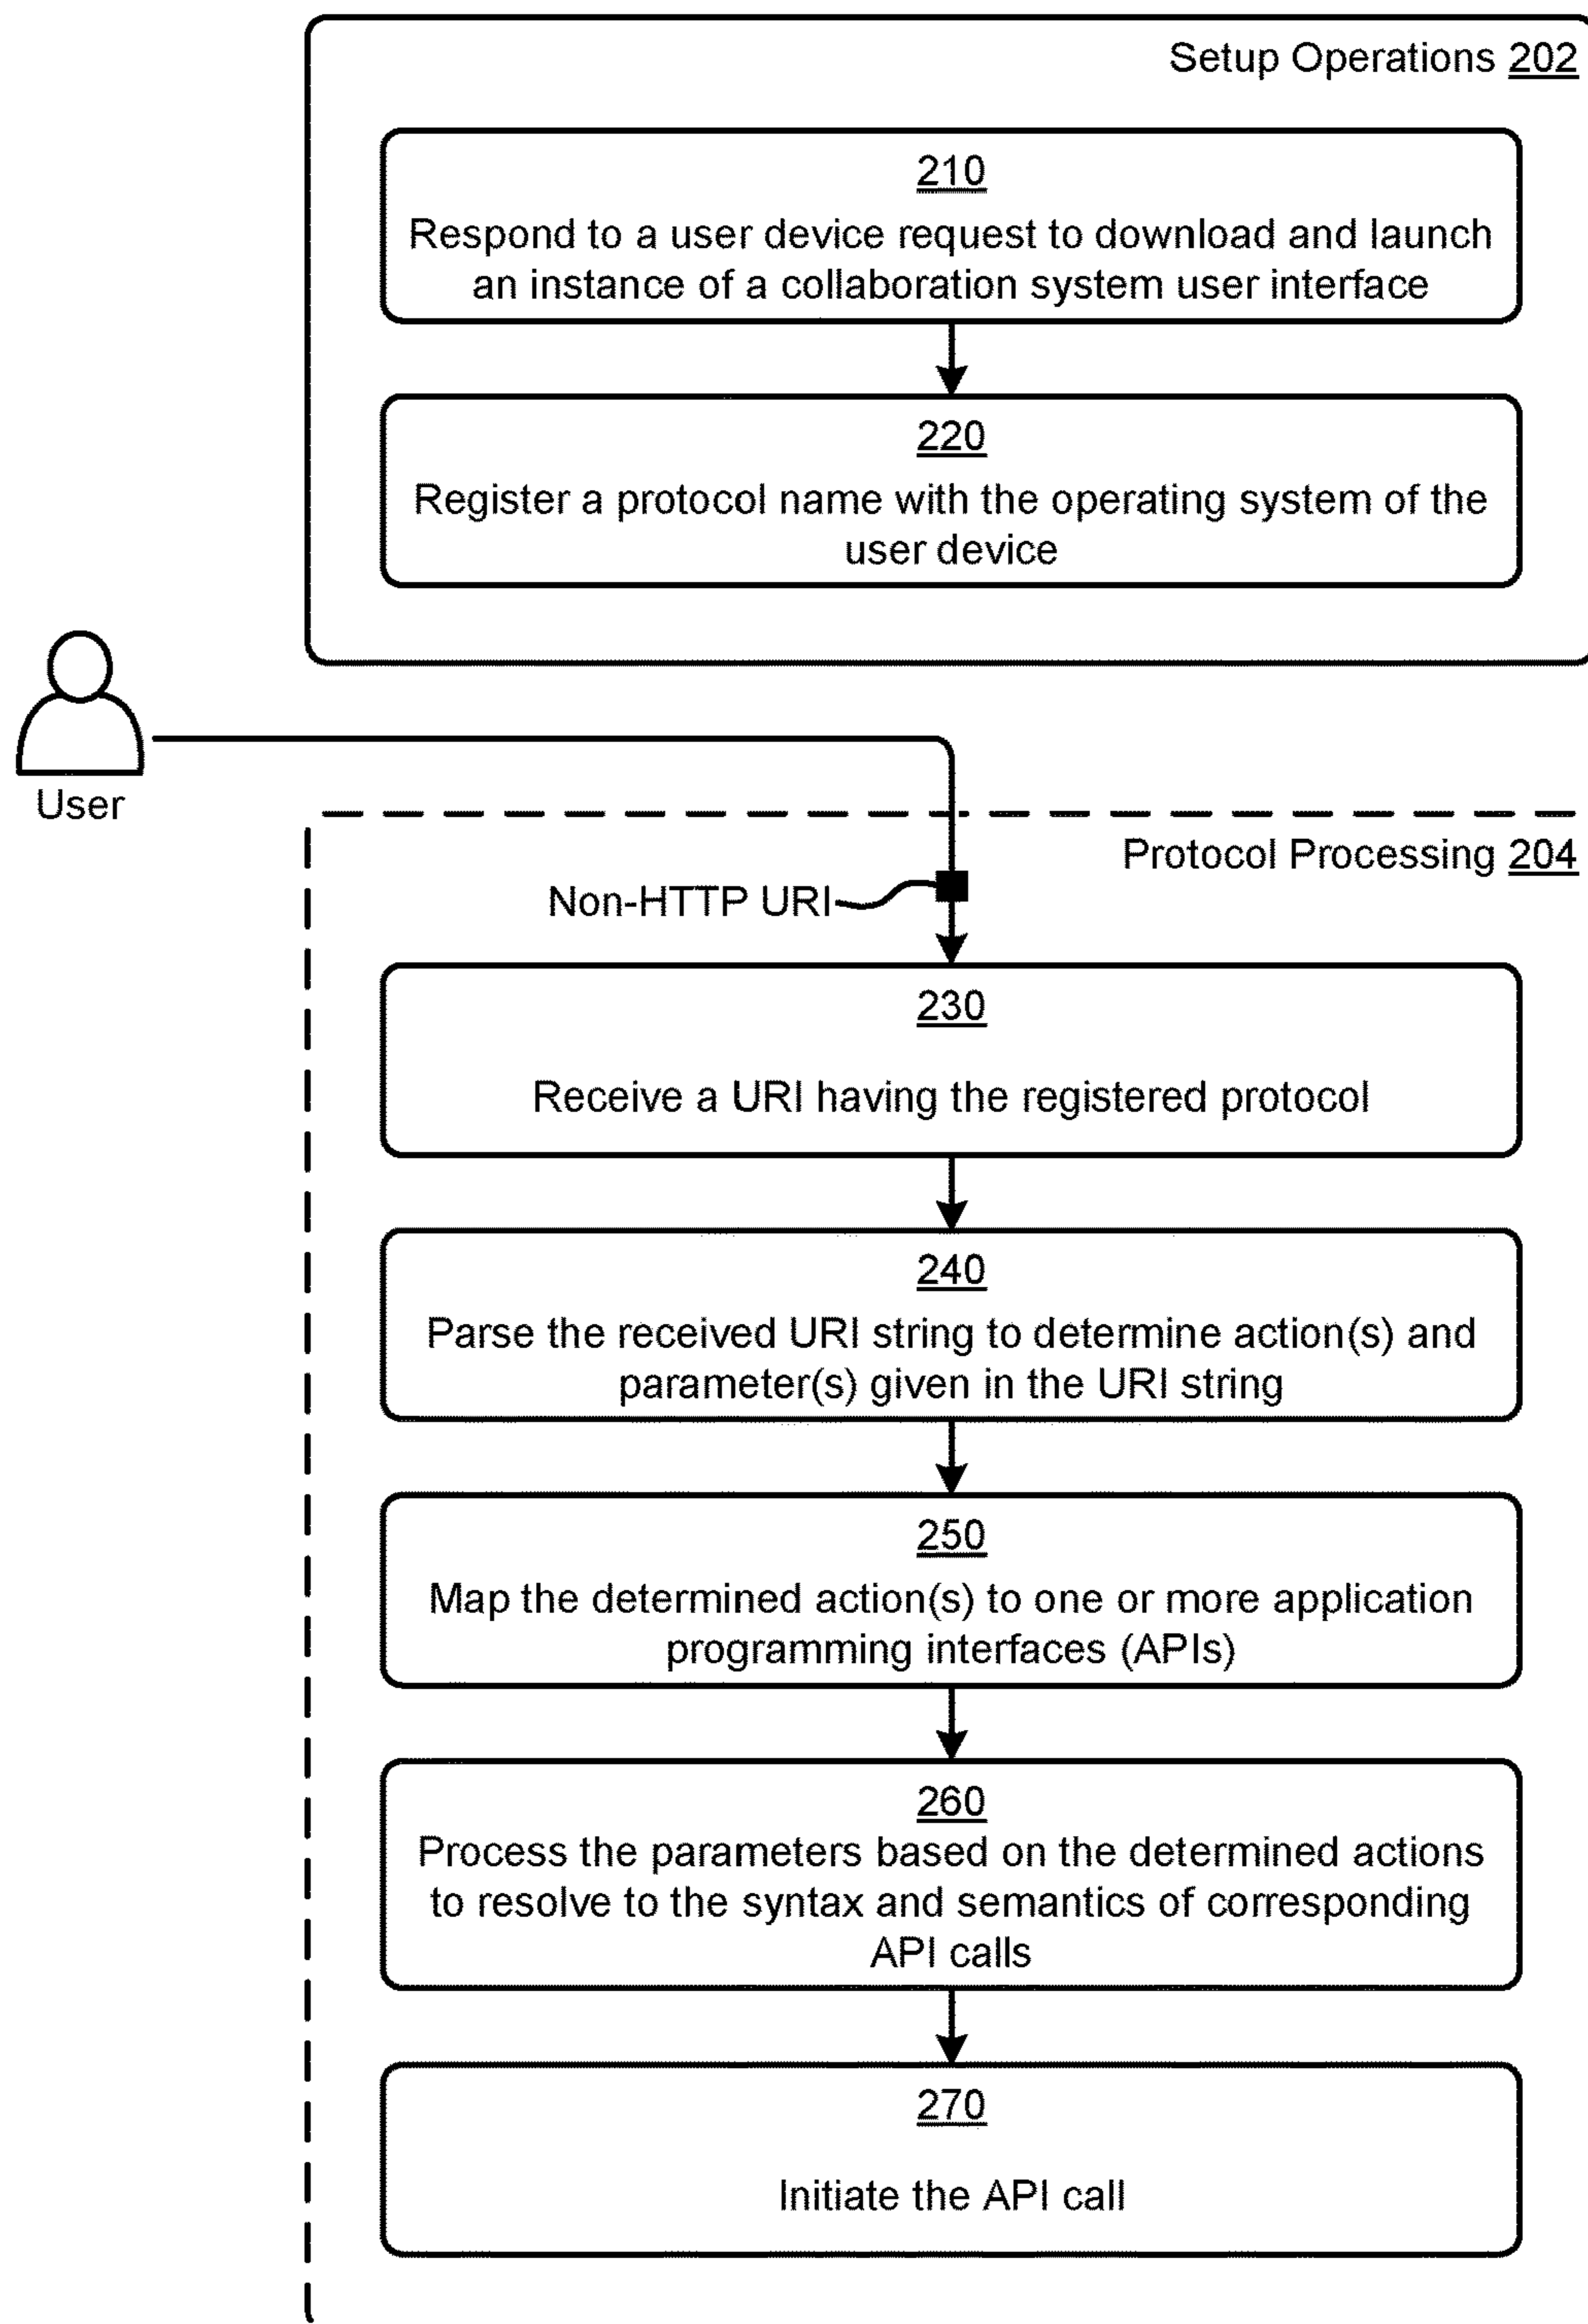 Setup Operations 202
210
Respond to a user device request to download and launch
an instance of a collaboration system user interface
220
Register a protocol name with the operating system of the
user device
User
Protocol Processing 204
Non-HTTP URI
230
Receive a URI having the registered protocol
240
Parse the received URI string to determine action(s) and
parameter(s) given in the URI string
250
Map the determined action(s) to one or more application
programming interfaces (APIs)
260
Process the parameters based on the determined actions
to resolve to the syntax and semantics of corresponding
API calls
270
Initiate the API call